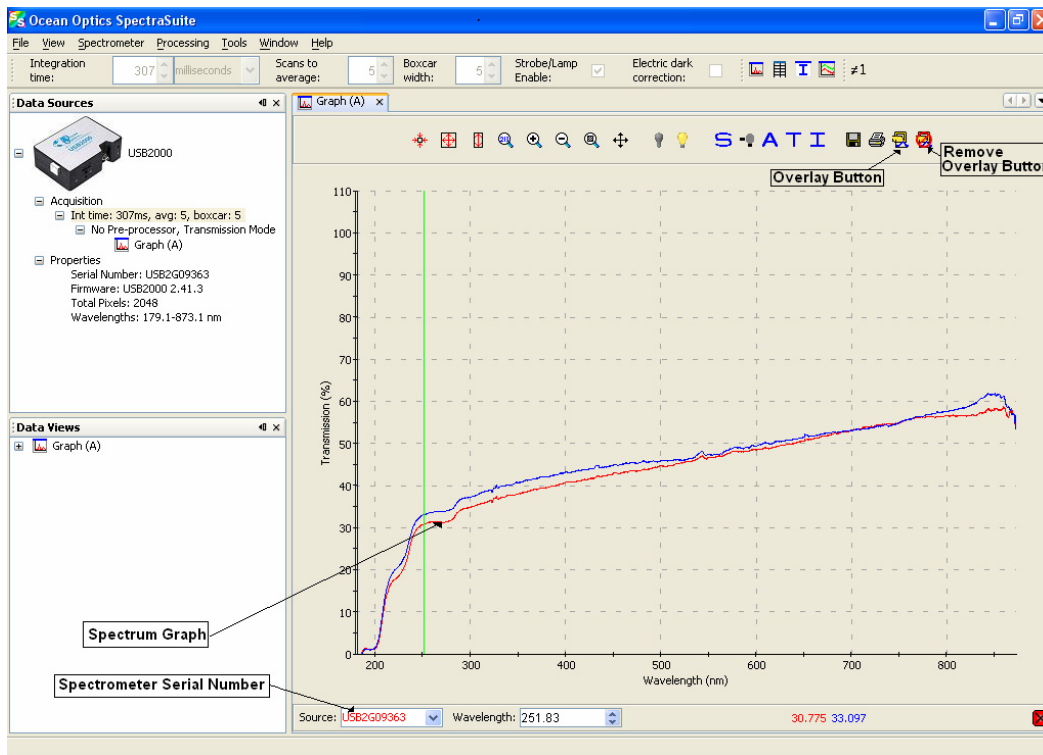 Ocean Optics SpectraSuite
File View Spectrometer Processing Tools Window Help
Integration time: 307 milliseconds Scans to average: 5 Boxcar width: 5 Strobe/Lamp Enable: Electric dark correction: ≠1
Data Sources
USB2000
Acquisition
Int time: 307ms, avg: 5, boxcar: 5
No Pre-processor, Transmission Mode
Graph (A)
Properties
Serial Number: USB2G09363
Firmware: USB2000 2.41.3
Total Pixels: 2048
Wavelengths: 179.1-873.1 nm
Data Views
Graph (A)
Graph (A)
S A T I
Overlay Button
Remove
Overlay Button
110
100
90
80
70
60
50
40
30
20
10
0
Transmission (%)
200 300 400 500 600 700 800
Wavelength (nm)
Spectrum Graph
Spectrometer Serial Number
Source: USB2G09363 Wavelength: 251.83 30.775 33.097